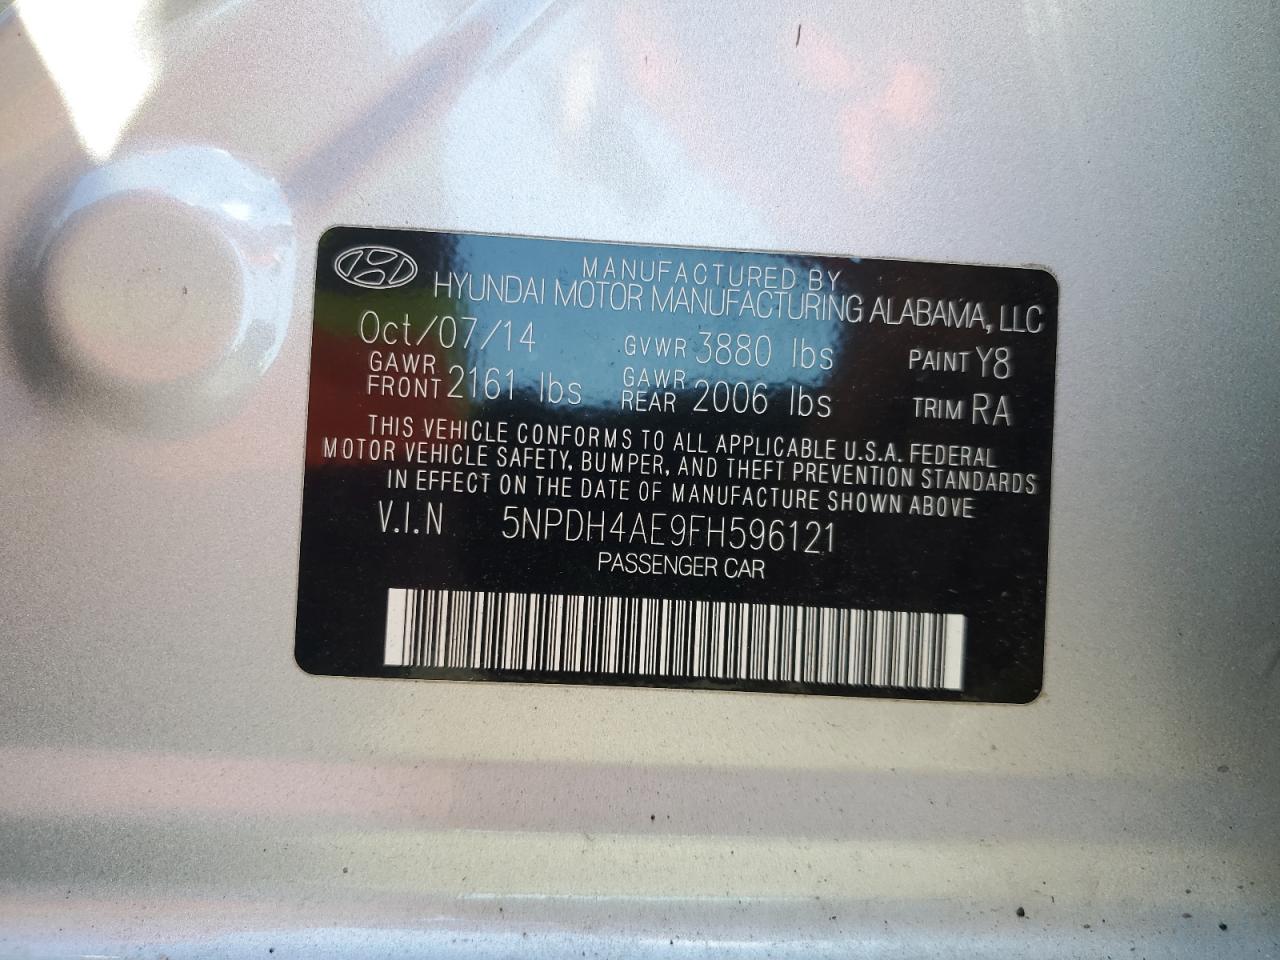 MANUFACTURED BY
HYUNDAI MOTOR MANUFACTURING ALABAMA, LLC
Oct/07/14 GVWR 3880 lbs PAINT Y8
GAWR FRONT 2161 lbs GAWR REAR 2006 lbs TRIM RA
THIS VEHICLE CONFORMS TO ALL APPLICABLE U.S.A. FEDERAL
MOTOR VEHICLE SAFETY, BUMPER, AND THEFT PREVENTION STANDARDS
IN EFFECT ON THE DATE OF MANUFACTURE SHOWN ABOVE
V.I.N 5NPDH4AE9FH596121
PASSENGER CAR